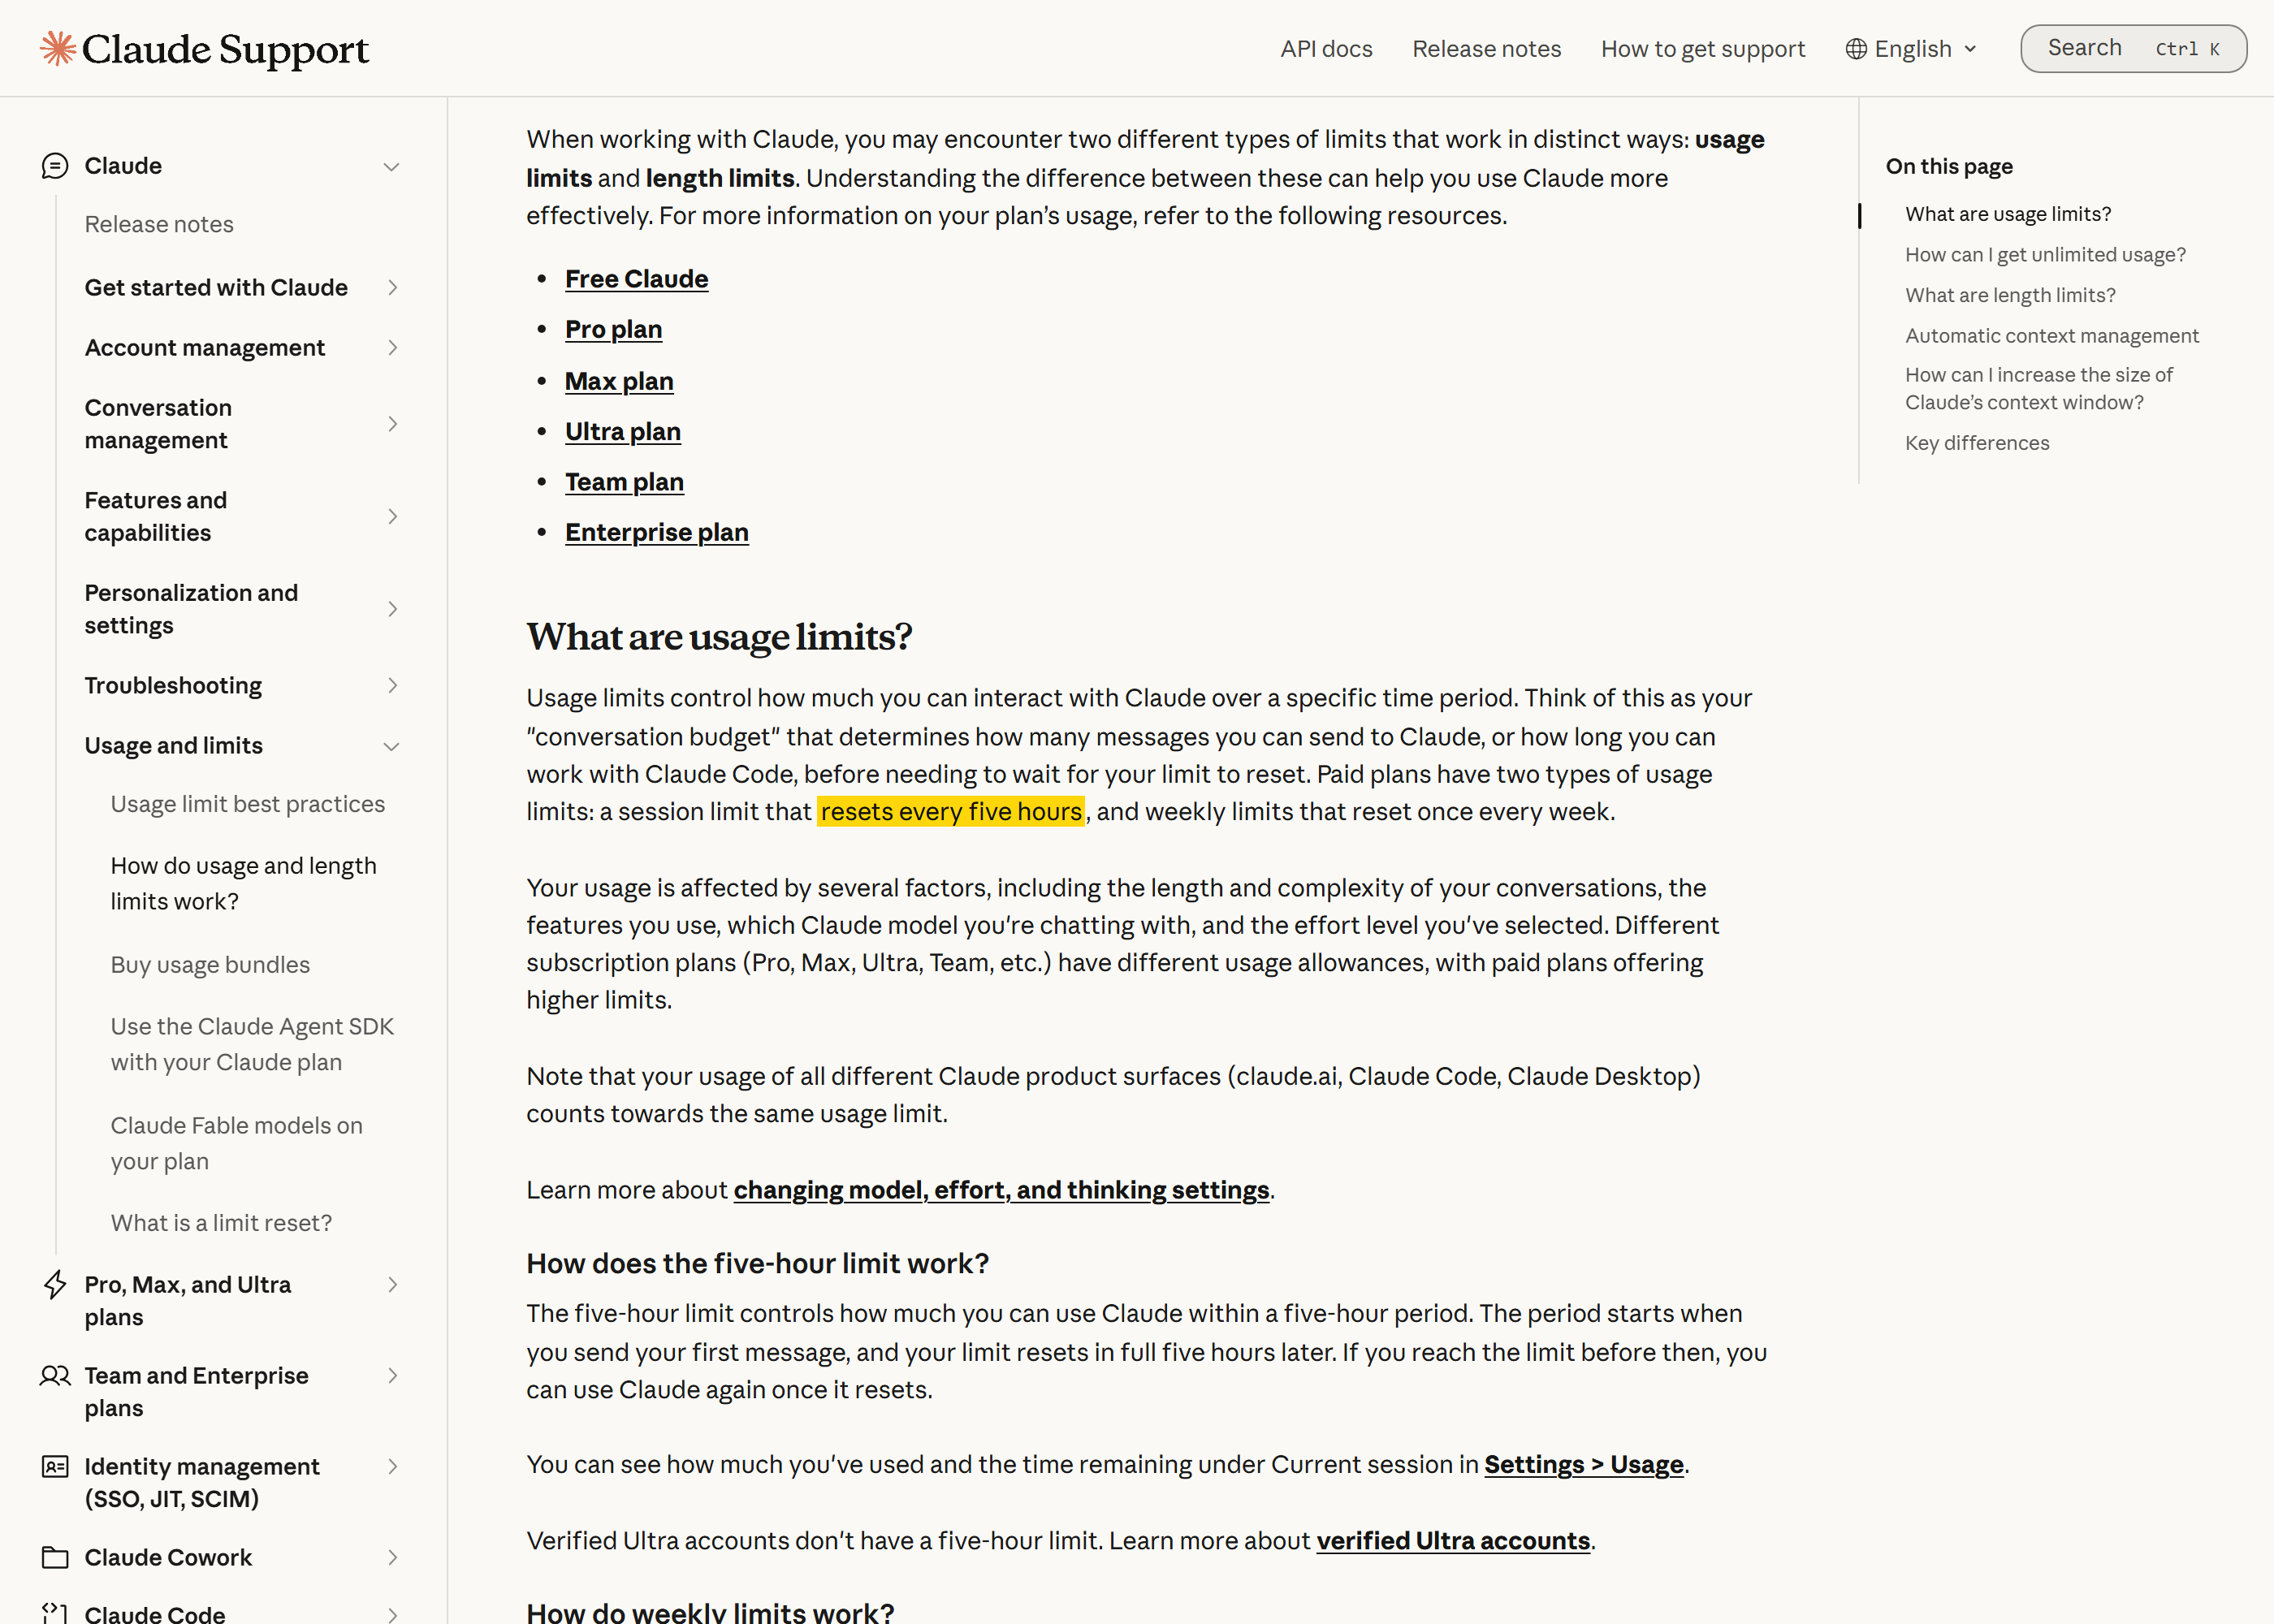 Claude Support
API docs
Release notes
How to get support
English
Search Ctrl K
Claude
Release notes
Get started with Claude
Account management
Conversation
management
Features and
capabilities
Personalization and
settings
Troubleshooting
Usage and limits
Usage limit best practices
How do usage and length
limits work?
Buy usage bundles
Use the Claude Agent SDK
with your Claude plan
Claude Fable models on
your plan
What is a limit reset?
Pro, Max, and Ultra
plans
Team and Enterprise
plans
Identity management
(SSO, JIT, SCIM)
Claude Cowork
Claude Code
When working with Claude, you may encounter two different types of limits that work in distinct ways: usage
limits and length limits. Understanding the difference between these can help you use Claude more
effectively. For more information on your plan’s usage, refer to the following resources.
• Free Claude
• Pro plan
• Max plan
• Ultra plan
• Team plan
• Enterprise plan
What are usage limits?
Usage limits control how much you can interact with Claude over a specific time period. Think of this as your
"conversation budget" that determines how many messages you can send to Claude, or how long you can
work with Claude Code, before needing to wait for your limit to reset. Paid plans have two types of usage
limits: a session limit that resets every five hours, and weekly limits that reset once every week.
Your usage is affected by several factors, including the length and complexity of your conversations, the
features you use, which Claude model you’re chatting with, and the effort level you’ve selected. Different
subscription plans (Pro, Max, Ultra, Team, etc.) have different usage allowances, with paid plans offering
higher limits.
Note that your usage of all different Claude product surfaces (claude.ai, Claude Code, Claude Desktop)
counts towards the same usage limit.
Learn more about changing model, effort, and thinking settings.
How does the five-hour limit work?
The five-hour limit controls how much you can use Claude within a five-hour period. The period starts when
you send your first message, and your limit resets in full five hours later. If you reach the limit before then, you
can use Claude again once it resets.
You can see how much you’ve used and the time remaining under Current session in Settings > Usage.
Verified Ultra accounts don’t have a five-hour limit. Learn more about verified Ultra accounts.
How do weekly limits work?
On this page
What are usage limits?
How can I get unlimited usage?
What are length limits?
Automatic context management
How can I increase the size of
Claude’s context window?
Key differences